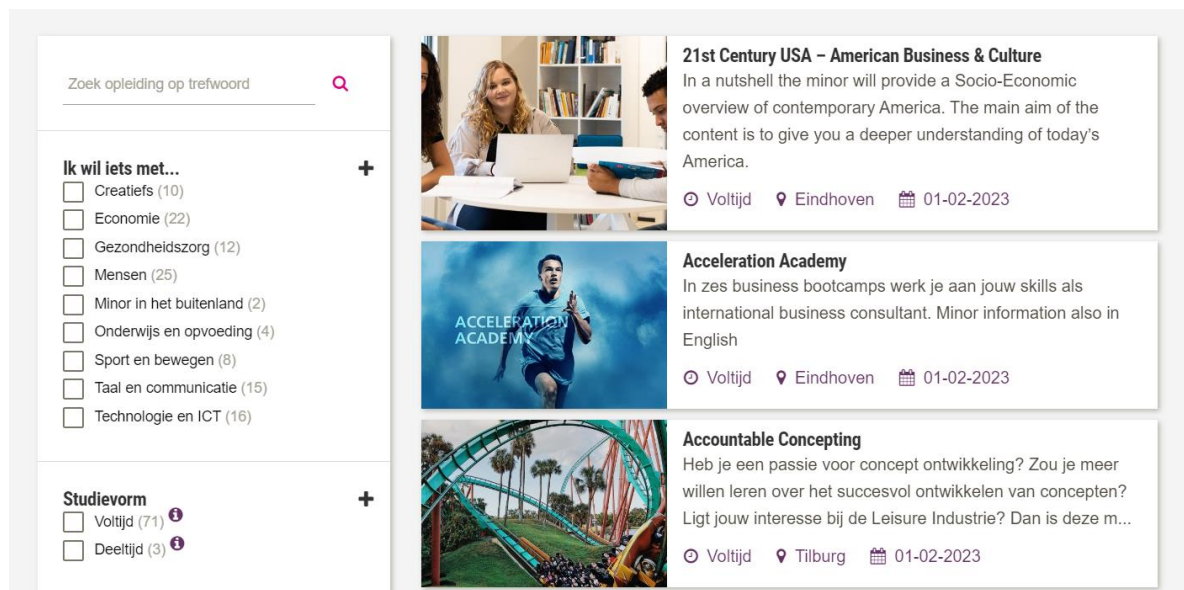 Zoek opleiding op trefwoord
Ik wil iets met...
Creatiefs (10)
Economie (22)
Gezondheidszorg (12)
Mensen (25)
Minor in het buitenland (2)
Onderwijs en opvoeding (4)
Sport en bewegen (8)
Taal en communicatie (15)
Technologie en ICT (16)
Studievorm
Voltijd (71)
Deeltijd (3)
21st Century USA – American Business & Culture
In a nutshell the minor will provide a Socio-Economic
overview of contemporary America. The main aim of the
content is to give you a deeper understanding of today's
America.
Voltijd Eindhoven 01-02-2023
ACCELERATION
ACADEMY
Acceleration Academy
In zes business bootcamps werk je aan jouw skills als
international business consultant. Minor information also in
English
Voltijd Eindhoven 01-02-2023
Accountable Concepting
Heb je een passie voor concept ontwikkeling? Zou je meer
willen leren over het succesvol ontwikkelen van concepten?
Ligt jouw interesse bij de Leisure Industrie? Dan is deze m...
Voltijd Tilburg 01-02-2023